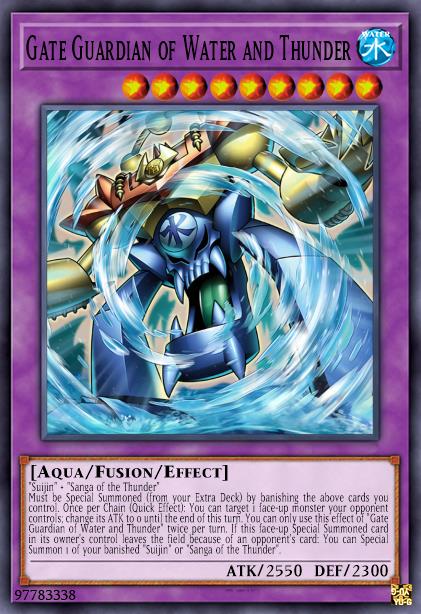 GATE GUARDIAN OF WATER AND THUNDER
WATER
水
水
[AQUA/FUSION/EFFECT]
"Suijin" + "Sanga of the Thunder"
Must be Special Summoned (from your Extra Deck) by banishing the above cards you
control. Once per Chain (Quick Effect): You can target 1 face-up monster your opponent
controls; change its ATK to 0 until the end of this turn. You can only use this effect of "Gate
Guardian of Water and Thunder" twice per turn. If this face-up Special Summoned card
in its owner's control leaves the field because of an opponent's card: You can Special
Summon 1 of your banished "Suijin" or "Sanga of the Thunder".
ATK/2550 DEF/2300
97783338